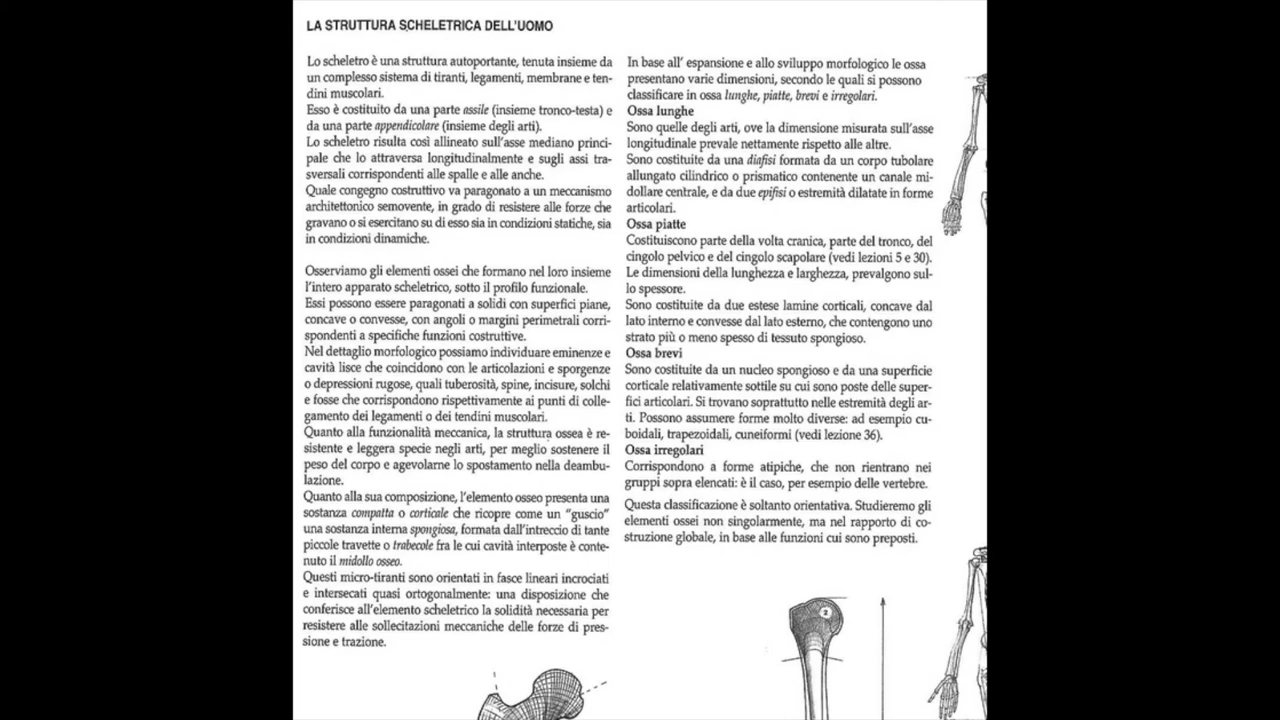 LA STRUTTURA SCHELETRICA DELL'UOMO
Lo scheletro è una struttura autoportante, tenuta insieme da
un complesso sistema di tiranti, legamenti, membrane e ten-
dini muscolari.
Esso è costituito da una parte assile (insieme tronco-testa) e
da una parte appendicolare (insieme degli arti).
Lo scheletro risulta così allineato sull'asse mediano princi-
pale che lo attraversa longitudinalmente e sugli assi tra-
sversali corrispondenti alle spalle e alle anche.
Quale congegno costruttivo va paragonato a un meccanismo
architettonico semovente, in grado di resistere alle forze che
gravano o si esercitano su di esso sia in condizioni statiche, sia
in condizioni dinamiche.
Osserviamo gli elementi ossei che formano nel loro insieme
l'intero apparato scheletrico, sotto il profilo funzionale.
Essi possono essere paragonati a solidi con superfici piane,
concave o convesse, con angoli o margini perimetrali corri-
spondenti a specifiche funzioni costruttive.
Nel dettaglio morfologico possiamo individuare eminenze e
cavità lisce che coincidono con le articolazioni e sporgenze
o depressioni rugose, quali tuberosità, spine, incisure, solchi
e fosse che corrispondono rispettivamente ai punti di colle-
gamento dei legamenti o dei tendini muscolari.
Quanto alla funzionalità meccanica, la struttura ossea è re-
sistente e leggera specie negli arti, per meglio sostenere il
peso del corpo e agevolarne lo spostamento nella deambu-
lazione.
Quanto alla sua composizione, l'elemento osseo presenta una
sostanza compatta o corticale che ricopre come un "guscio"
una sostanza interna spongiosa, formata dall'intreccio di tante
piccole travette o trabecole fra le cui cavità interposte è conte-
nuto il midollo osseo.
Questi micro-tiranti sono orientati in fasce lineari incrociati
e intersecati quasi ortogonalmente: una disposizione che
conferisce all'elemento scheletrico la solidità necessaria per
resistere alle sollecitazioni meccaniche delle forze di pres-
sione e trazione.
In base all' espansione e allo sviluppo morfologico le ossa
presentano varie dimensioni, secondo le quali si possono
classificare in ossa lunghe, piatte, brevi e irregolari.
Ossa lunghe
Sono quelle degli arti, ove la dimensione misurata sull'asse
longitudinale prevale nettamente rispetto alle altre.
Sono costituite da una diafisi formata da un corpo tubolare
allungato cilindrico o prismatico contenente un canale mi-
dollare centrale, e da due epifisi o estremità dilatate in forme
articolari.
Ossa piatte
Costituiscono parte della volta cranica, parte del tronco, del
cingolo pelvico e del cingolo scapolare (vedi lezioni 5 e 30).
Le dimensioni della lunghezza e larghezza, prevalgono sul-
lo spessore.
Sono costituite da due estese lamine corticali, concave dal
lato interno e convesse dal lato esterno, che contengono uno
strato più o meno spesso di tessuto spongioso.
Ossa brevi
Sono costituite da un nucleo spongioso e da una superficie
corticale relativamente sottile su cui sono poste delle super-
fici articolari. Si trovano soprattutto nelle estremità degli ar-
ti. Possono assumere forme molto diverse: ad esempio cu-
boidali, trapezoidali, cuneiformi (vedi lezione 36).
Ossa irregolari
Corrispondono a forme atipiche, che non rientrano nei
gruppi sopra elencati: è il caso, per esempio delle vertebre.
Questa classificazione è soltanto orientativa. Studieremo gli
elementi ossei non singolarmente, ma nel rapporto di co-
struzione globale, in base alle funzioni cui sono preposti.
2